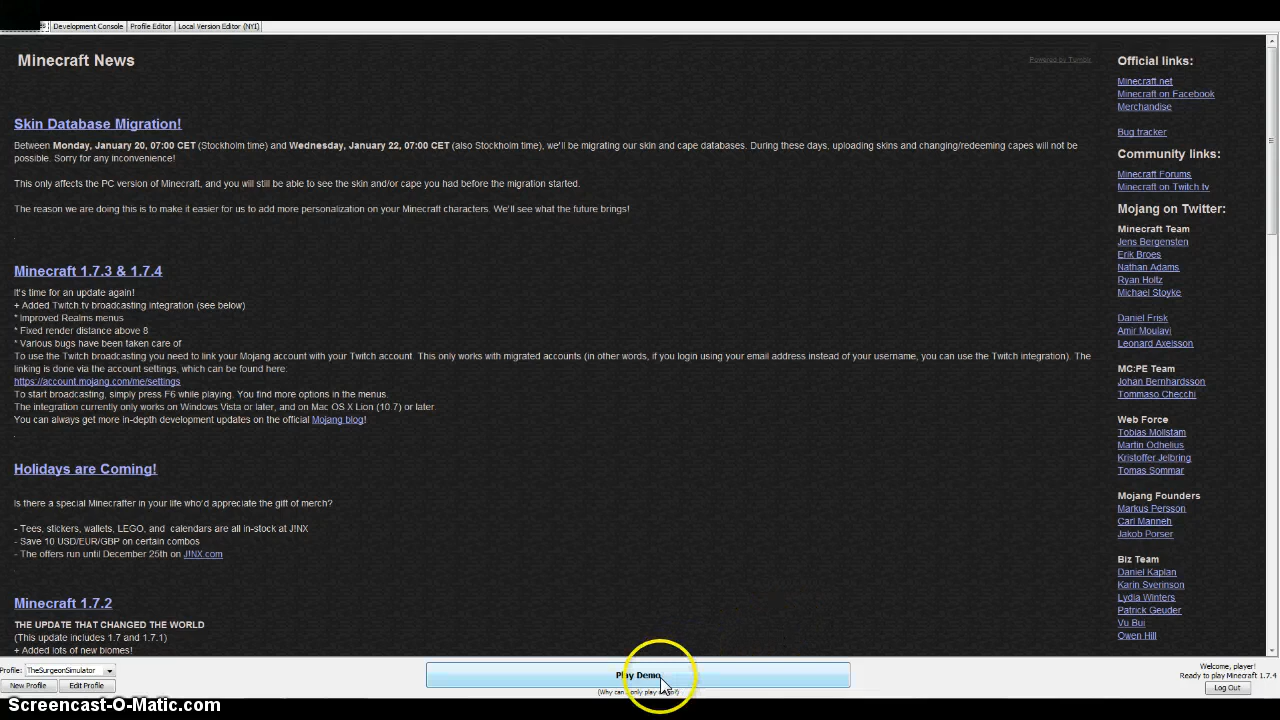 Development Console Profile Editor Local Version Editor (NYI)
Minecraft News
Powered by Tumblr
Skin Database Migration!
Between Monday, January 20, 07:00 CET (Stockholm time) and Wednesday, January 22, 07:00 CET (also Stockholm time), we'll be migrating our skin and cape databases. During these days, uploading skins and changing/redeeming capes will not be
possible. Sorry for any inconvenience!
This only affects the PC version of Minecraft, and you will still be able to see the skin and/or cape you had before the migration started.
The reason we are doing this is to make it easier for us to add more personalization on your Minecraft characters. We'll see what the future brings!
.
Minecraft 1.7.3 & 1.7.4
It's time for an update again!
+ Added Twitch.tv broadcasting integration (see below)
* Improved Realms menus
* Fixed render distance above 8
* Various bugs have been taken care of
To use the Twitch broadcasting you need to link your Mojang account with your Twitch account. This only works with migrated accounts (in other words, if you login using your email address instead of your username, you can use the Twitch integration). The
linking is done via the account settings, which can be found here:
https://account.mojang.com/me/settings
To start broadcasting, simply press F6 while playing. You find more options in the menus.
The integration currently only works on Windows Vista or later, and on Mac OS X Lion (10.7) or later.
You can always get more in-depth development updates on the official Mojang blog!
.
Holidays are Coming!
Is there a special Minecrafter in your life who'd appreciate the gift of merch?
- Tees, stickers, wallets, LEGO, and calendars are all in-stock at J!NX
- Save 10 USD/EUR/GBP on certain combos
- The offers run until December 25th on J!NX.com
Minecraft 1.7.2
THE UPDATE THAT CHANGED THE WORLD
(This update includes 1.7 and 1.7.1)
+ Added lots of new biomes!
Official links:
Minecraft.net
Minecraft on Facebook
Merchandise
Bug tracker
Community links:
Minecraft Forums
Minecraft on Twitch.tv
Mojang on Twitter:
Minecraft Team
Jens Bergensten
Erik Broes
Nathan Adams
Ryan Holtz
Michael Stoyke
Daniel Frisk
Amir Moulavi
Leonard Axelsson
MC:PE Team
Johan Bernhardsson
Tommaso Checchi
Web Force
Tobias Mollstam
Martin Odhelius
Kristoffer Jelbring
Tomas Sommar
Mojang Founders
Markus Persson
Carl Manneh
Jakob Porser
Biz Team
Daniel Kaplan
Karin Sverinson
Lydia Winters
Patrick Geuder
Vu Bui
Owen Hill
Profile: TheSurgeonSimulator
New Profile Edit Profile
Play Demo
(Why can I only play demo?)
Welcome, player!
Ready to play Minecraft 1.7.4
Log Out
Screencast-O-Matic.com